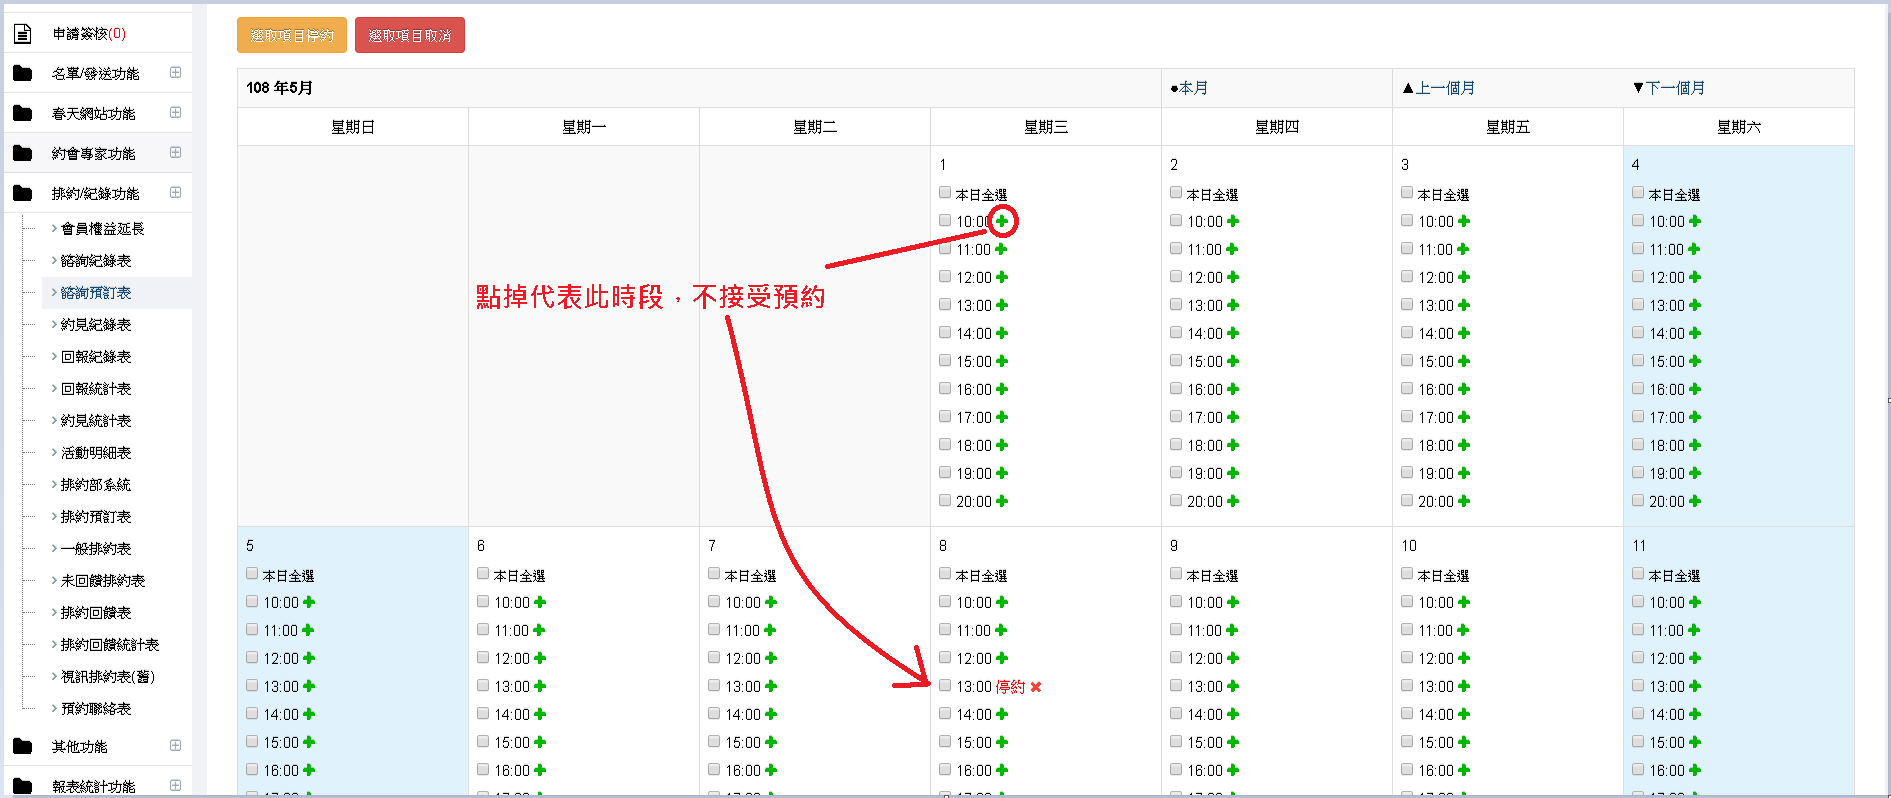 申請簽核(0)
名單/發送功能
春天網站功能
約會專家功能
排約/紀錄功能
會員權益延長
諮詢紀錄表
諮詢預訂表
約見紀錄表
回報紀錄表
回報統計表
約見統計表
活動明細表
排約部系統
排約預訂表
一般排約表
未回饋排約表
排約回饋表
排約回饋統計表
視訊排約表(舊)
預約聯絡表
其他功能
報表統計功能
選取項目停約 選取項目取消
108 年5月 ●本月 ▲上一個月 ▼下一個月
星期日 星期一 星期二 星期三 星期四 星期五 星期六
1 2 3 4
本日全選 本日全選 本日全選 本日全選
10:00 10:00 10:00 10:00
11:00 11:00 11:00 11:00
12:00 12:00 12:00 12:00
點掉代表此時段，不接受預約
13:00 13:00 13:00 13:00
14:00 14:00 14:00 14:00
15:00 15:00 15:00 15:00
16:00 16:00 16:00 16:00
17:00 17:00 17:00 17:00
18:00 18:00 18:00 18:00
19:00 19:00 19:00 19:00
20:00 20:00 20:00 20:00
5 6 7 8 9 10 11
本日全選 本日全選 本日全選 本日全選 本日全選 本日全選 本日全選
10:00 10:00 10:00 10:00 10:00 10:00 10:00
11:00 11:00 11:00 11:00 11:00 11:00 11:00
12:00 12:00 12:00 12:00 12:00 12:00 12:00
13:00 13:00 13:00 13:00 停約 13:00 13:00 13:00
14:00 14:00 14:00 14:00 14:00 14:00 14:00
15:00 15:00 15:00 15:00 15:00 15:00 15:00
16:00 16:00 16:00 16:00 16:00 16:00 16:00